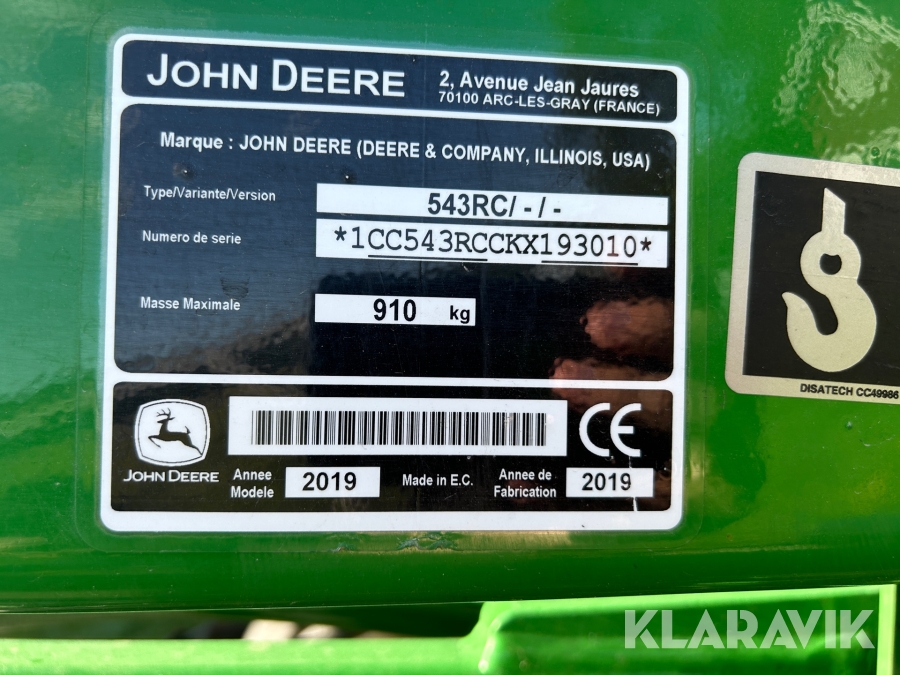 JOHN DEERE
2, Avenue Jean Jaures
70100 ARC-LES-GRAY (FRANCE)
Marque : JOHN DEERE (DEERE & COMPANY, ILLINOIS, USA)
Type/Variante/Version 543RC/ - / -
Numero de serie *1CC543RCCKX193010*
Masse Maximale 910 kg
JOHN DEERE
CE
Annee Modele 2019
Made in E.C.
Annee de Fabrication 2019
DISATECH CC49986
KLARAVIK